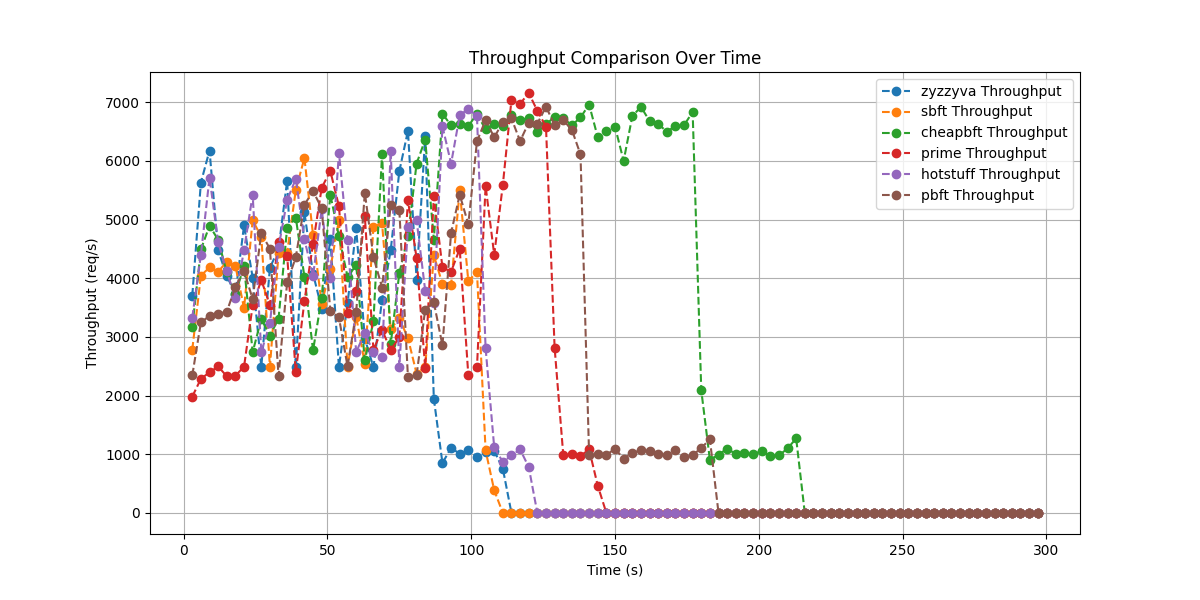 Throughput Comparison Over Time
Throughput (req/s)
7000
6000
5000
4000
3000
2000
1000
0
zyzzyva Throughput
sbft Throughput
cheapbft Throughput
prime Throughput
hotstuff Throughput
pbft Throughput
0 50 100 150 200 250 300
Time (s)